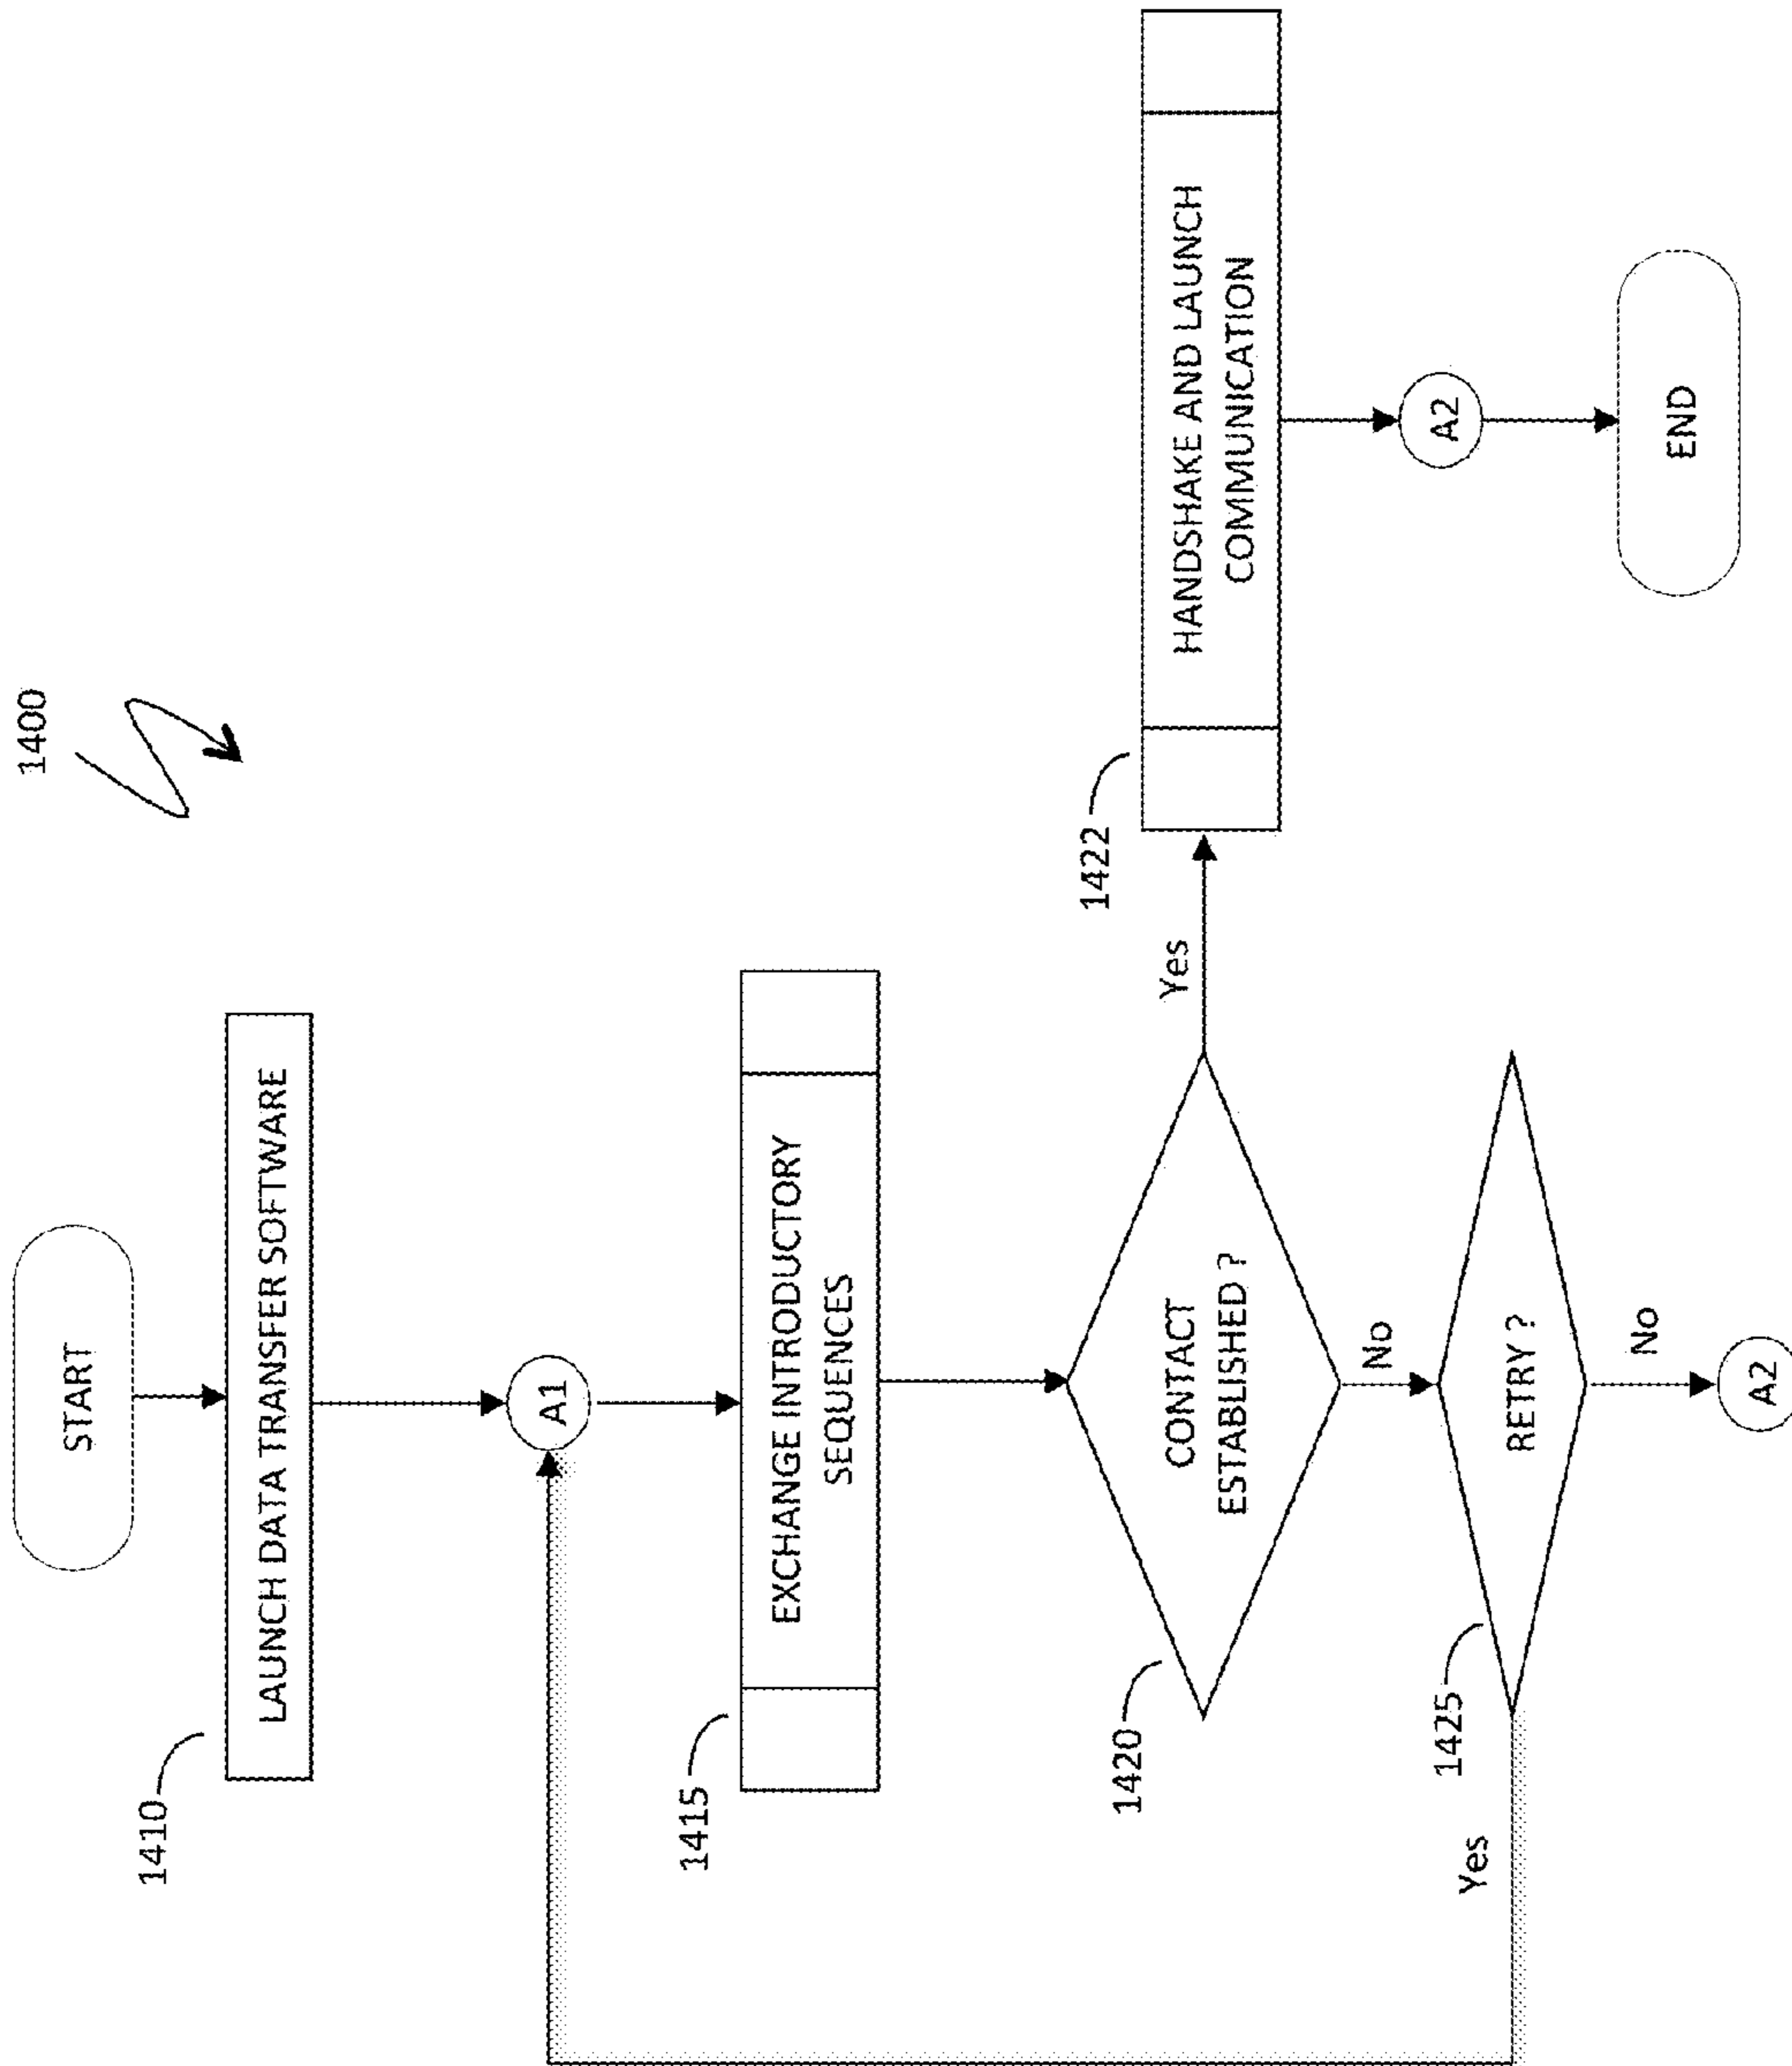 1400
START
1410
LAUNCH DATA TRANSFER SOFTWARE
A1
1415
EXCHANGE INTRODUCTORY
SEQUENCES
1420
CONTACT
ESTABLISHED ?
Yes
1422
HANDSHAKE AND LAUNCH
COMMUNICATION
A2
END
No
1425
RETRY ?
Yes
No
A2